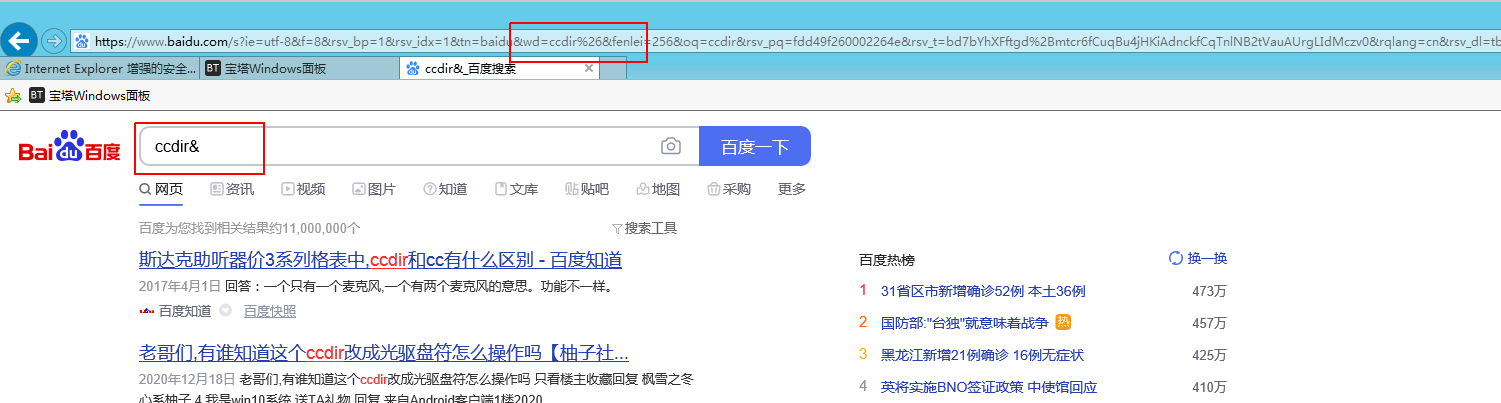 https://www.baidu.com/s?ie=utf-8&f=8&rsv_bp=1&rsv_idx=1&tn=baidu&wd=ccdir%26&fenlei=256&oq=ccdir&rsv_pq=fdd49f260002264e&rsv_t=bd7bYhXFftgd%2Bmtcr6fCuqBu4jHKiAdnckfCqTnlNB2tVauAUrgLIdMczv0&rqlang=cn&rsv_dl=tb
Internet Explorer 增强的安全... BT 宝塔Windows面板 ccdir&_百度搜索
BT 宝塔Windows面板
Bai du 百度 ccdir& 百度一下
网页 资讯 视频 图片 知道 文库 贴吧 地图 采购 更多
百度为您找到相关结果约11,000,000个 搜索工具
斯达克助听器价3系列格表中,ccdir和cc有什么区别 - 百度知道
2017年4月1日 回答：一个只有一个麦克风,一个有两个麦克风的意思。功能不一样。
百度知道 百度快照
老哥们,有谁知道这个ccdir改成光驱盘符怎么操作吗【柚子社...
2020年12月18日 老哥们,有谁知道这个ccdir改成光驱盘符怎么操作吗 只看楼主收藏回复 枫雪之冬
心系柚子 4 我是win10系统 送TA礼物 回复 来自Android客户端1楼2020
百度热榜 换一换
1 31省区市新增确诊52例 本土36例 473万
2 国防部:"台独"就意味着战争 热 457万
3 黑龙江新增21例确诊 16例无症状 425万
4 英将实施BNO签证政策 中使馆回应 410万